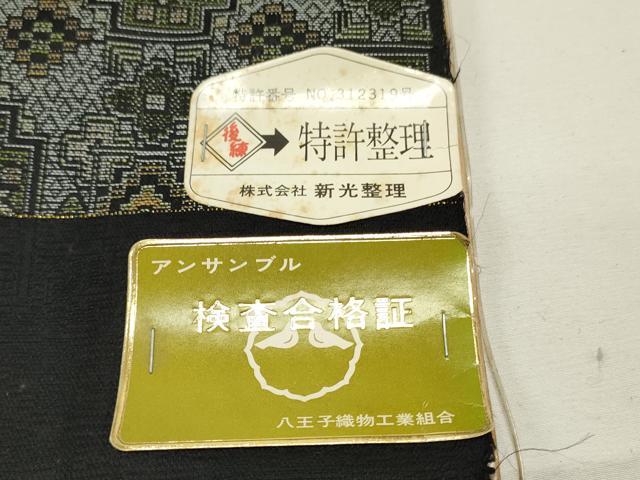 特許番号 NO.312319号
後練
特許整理
株式会社 新光整理
アンサンブル
検査合格証
八王子織物工業組合